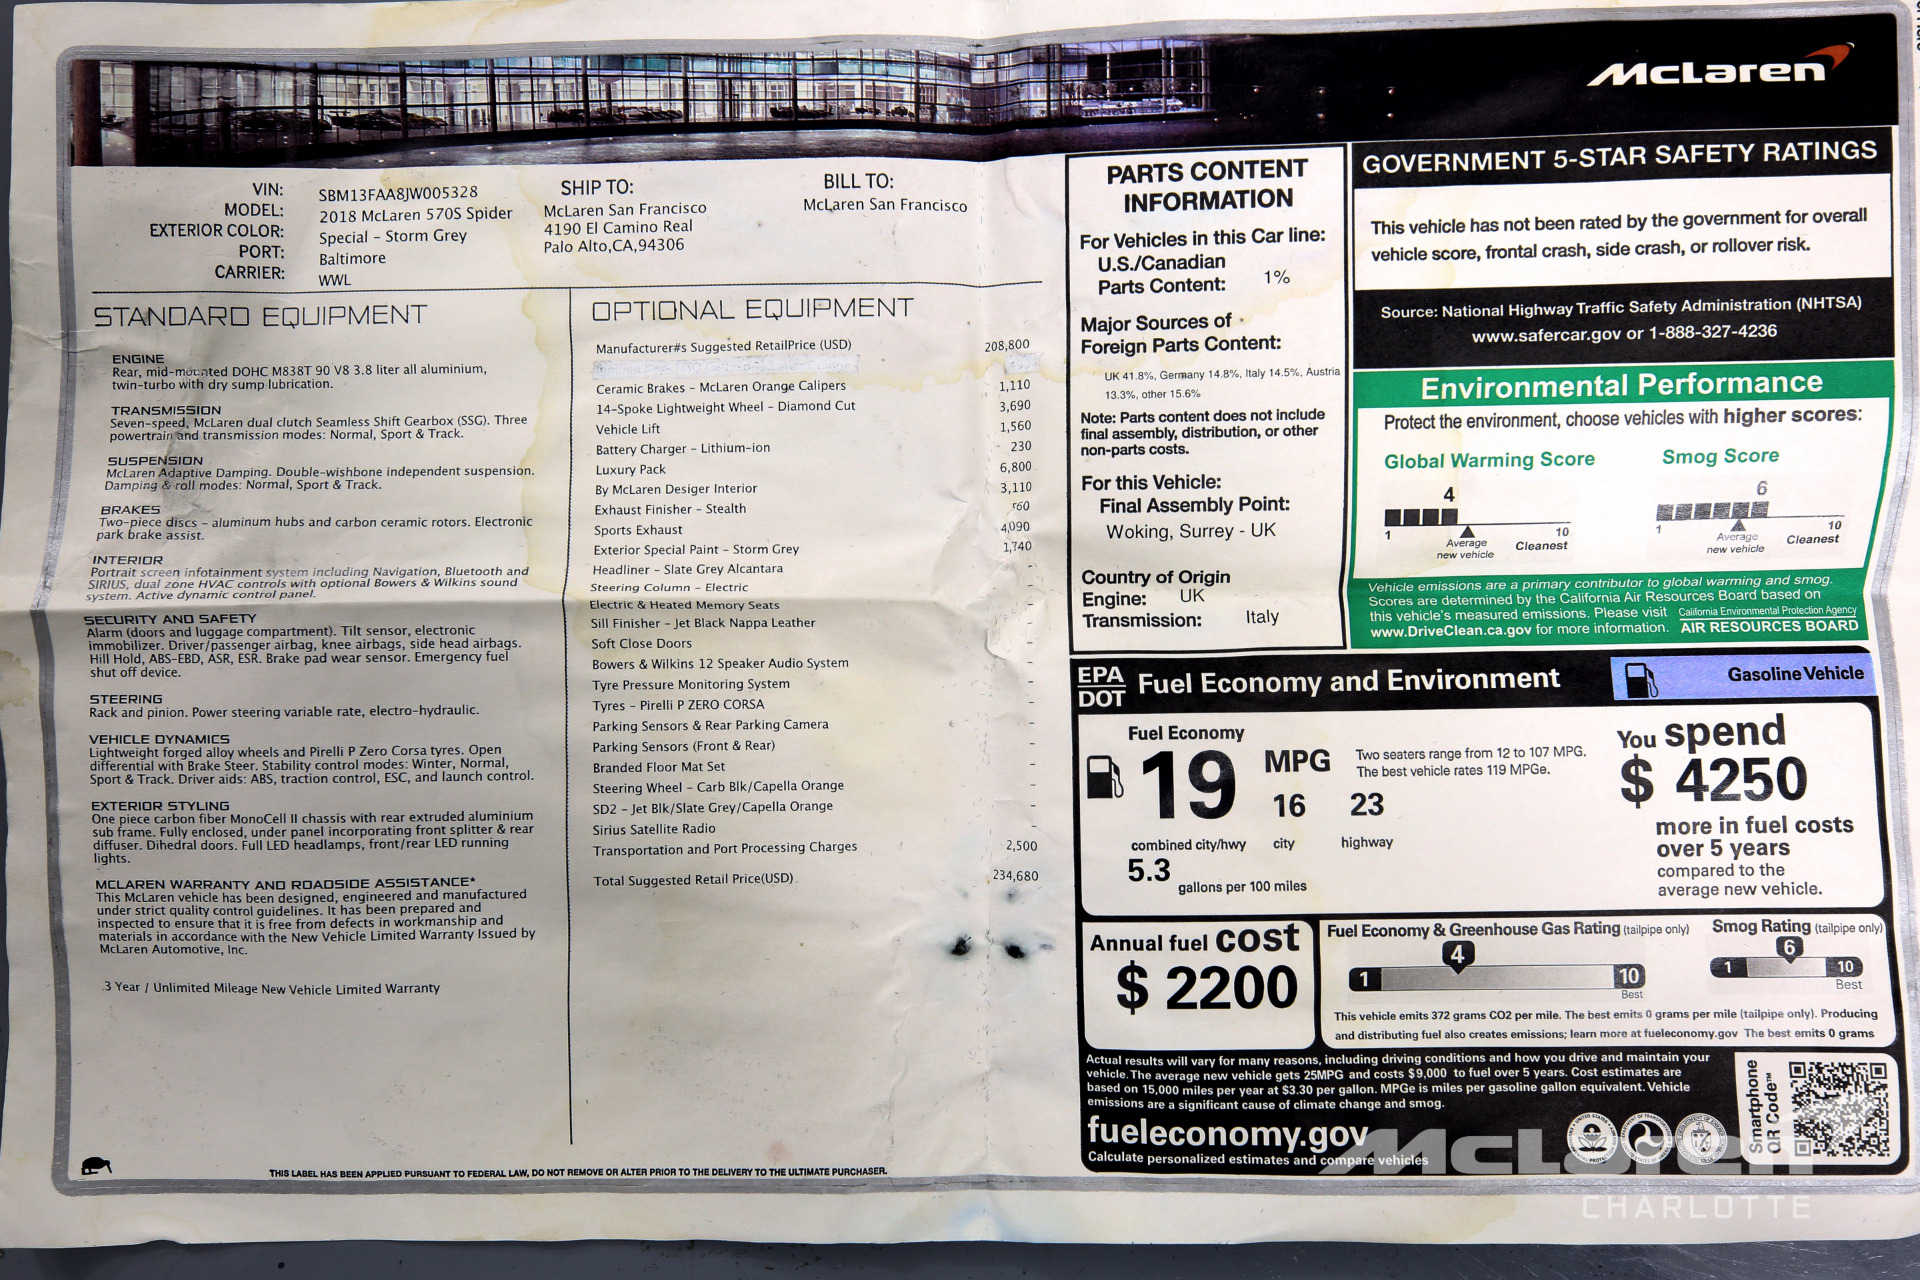 McLaren
VIN: SBM13FAA8JW005328
MODEL: 2018 McLaren 570S Spider
EXTERIOR COLOR: Special - Storm Grey
PORT: Baltimore
CARRIER: WWL
SHIP TO:
McLaren San Francisco
4190 El Camino Real
Palo Alto,CA,94306
BILL TO:
McLaren San Francisco
STANDARD EQUIPMENT
ENGINE
Rear, mid-mounted DOHC M838T 90 V8 3.8 liter all aluminium,
twin-turbo with dry sump lubrication.
TRANSMISSION
Seven-speed, McLaren dual clutch Seamless Shift Gearbox (SSG). Three
powertrain and transmission modes: Normal, Sport & Track.
SUSPENSION
McLaren Adaptive Damping. Double-wishbone independent suspension.
Damping & roll modes: Normal, Sport & Track.
BRAKES
Two-piece discs - aluminum hubs and carbon ceramic rotors. Electronic
park brake assist.
INTERIOR
Portrait screen infotainment system including Navigation, Bluetooth and
SIRIUS, dual zone HVAC controls with optional Bowers & Wilkins sound
system. Active dynamic control panel.
SECURITY AND SAFETY
Alarm (doors and luggage compartment). Tilt sensor, electronic
immobilizer. Driver/passenger airbag, knee airbags, side head airbags.
Hill Hold, ABS-EBD, ASR, ESR. Brake pad wear sensor. Emergency fuel
shut off device.
STEERING
Rack and pinion. Power steering variable rate, electro-hydraulic.
VEHICLE DYNAMICS
Lightweight forged alloy wheels and Pirelli P Zero Corsa tyres. Open
differential with Brake Steer. Stability control modes: Winter, Normal,
Sport & Track. Driver aids: ABS, traction control, ESC, and launch control.
EXTERIOR STYLING
One piece carbon fiber MonoCell II chassis with rear extruded aluminium
sub frame. Fully enclosed, under panel incorporating front splitter & rear
diffuser. Dihedral doors. Full LED headlamps, front/rear LED running
lights.
MCLAREN WARRANTY AND ROADSIDE ASSISTANCE*
This McLaren vehicle has been designed, engineered and manufactured
under strict quality control guidelines. It has been prepared and
inspected to ensure that it is free from defects in workmanship and
materials in accordance with the New Vehicle Limited Warranty Issued by
McLaren Automotive, Inc.
3 Year / Unlimited Mileage New Vehicle Limited Warranty
OPTIONAL EQUIPMENT
Manufacturer#s Suggested RetailPrice (USD) 208,800
Ceramic Brakes - McLaren Orange Calipers 1,110
14-Spoke Lightweight Wheel - Diamond Cut 3,690
Vehicle Lift 1,560
Battery Charger - Lithium-ion 230
Luxury Pack 6,800
By McLaren Desiger Interior 3,110
Exhaust Finisher - Stealth 560
Sports Exhaust 4,090
Exterior Special Paint - Storm Grey 1,740
Headliner - Slate Grey Alcantara -
Steering Column - Electric -
Electric & Heated Memory Seats -
Sill Finisher - Jet Black Nappa Leather -
Soft Close Doors -
Bowers & Wilkins 12 Speaker Audio System -
Tyre Pressure Monitoring System -
Tyres - Pirelli P ZERO CORSA -
Parking Sensors & Rear Parking Camera -
Parking Sensors (Front & Rear) -
Branded Floor Mat Set -
Steering Wheel - Carb Blk/Capella Orange -
SD2 - Jet Blk/Slate Grey/Capella Orange -
Sirius Satellite Radio -
Transportation and Port Processing Charges 2,500
Total Suggested Retail Price(USD) 234,680
THIS LABEL HAS BEEN APPLIED PURSUANT TO FEDERAL LAW, DO NOT REMOVE OR ALTER PRIOR TO THE DELIVERY TO THE ULTIMATE PURCHASER.
PARTS CONTENT
INFORMATION
For Vehicles in this Car line:
U.S./Canadian
Parts Content: 1%
Major Sources of
Foreign Parts Content:
UK 41.8%, Germany 14.8%, Italy 14.5%, Austria
13.3%, other 15.6%
Note: Parts content does not include
final assembly, distribution, or other
non-parts costs.
For this Vehicle:
Final Assembly Point:
Woking, Surrey - UK
Country of Origin
Engine: UK
Transmission: Italy
GOVERNMENT 5-STAR SAFETY RATINGS
This vehicle has not been rated by the government for overall
vehicle score, frontal crash, side crash, or rollover risk.
Source: National Highway Traffic Safety Administration (NHTSA)
www.safercar.gov or 1-888-327-4236
Environmental Performance
Protect the environment, choose vehicles with higher scores:
Global Warming Score
4
1 10
Average
new vehicle
Cleanest
Smog Score
6
1 10
Average
new vehicle
Cleanest
Vehicle emissions are a primary contributor to global warming and smog.
Scores are determined by the California Air Resources Board based on
this vehicle's measured emissions. Please visit
www.DriveClean.ca.gov for more information.
California Environmental Protection Agency
AIR RESOURCES BOARD
EPA
DOT
Fuel Economy and Environment
Gasoline Vehicle
Fuel Economy
19 MPG
16 23
combined city/hwy city highway
5.3 gallons per 100 miles
Two seaters range from 12 to 107 MPG.
The best vehicle rates 119 MPGe.
You spend
$ 4250
more in fuel costs
over 5 years
compared to the
average new vehicle.
Annual fuel cost
$ 2200
Fuel Economy & Greenhouse Gas Rating (tailpipe only)
4
1 10
Best
Smog Rating (tailpipe only)
6
1 10
Best
This vehicle emits 372 grams CO2 per mile. The best emits 0 grams per mile (tailpipe only). Producing
and distributing fuel also creates emissions; learn more at fueleconomy.gov The best emits 0 grams
Actual results will vary for many reasons, including driving conditions and how you drive and maintain your
vehicle. The average new vehicle gets 25MPG and costs $9,000 to fuel over 5 years. Cost estimates are
based on 15,000 miles per year at $3.30 per gallon. MPGe is miles per gasoline gallon equivalent. Vehicle
emissions are a significant cause of climate change and smog.
fueleconomy.gov
Calculate personalized estimates and compare vehicles
Smartphone
QR Code™
McLaren
CHARLOTTE